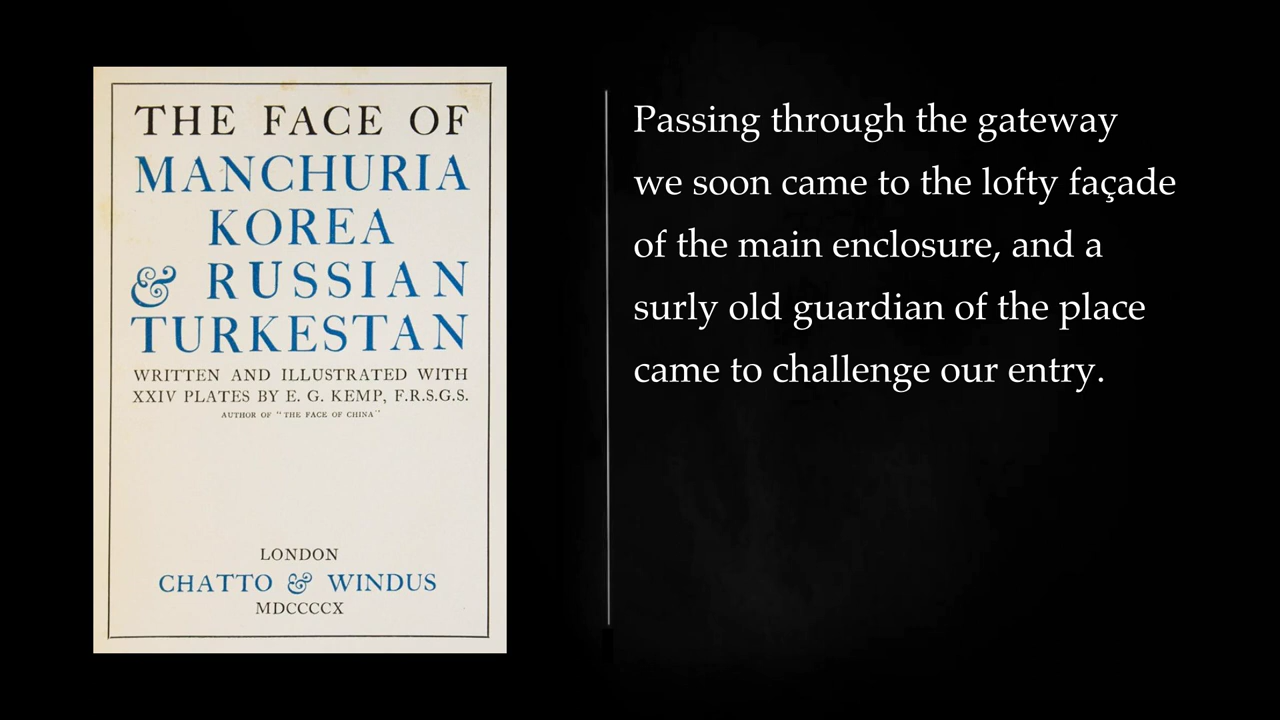 THE FACE OF
MANCHURIA
KOREA
& RUSSIAN
TURKESTAN
WRITTEN AND ILLUSTRATED WITH
XXIV PLATES BY E. G. KEMP, F.R.S.G.S.
AUTHOR OF "THE FACE OF CHINA"
LONDON
CHATTO & WINDUS
MDCCCCX
Passing through the gateway
we soon came to the lofty façade
of the main enclosure, and a
surly old guardian of the place
came to challenge our entry.